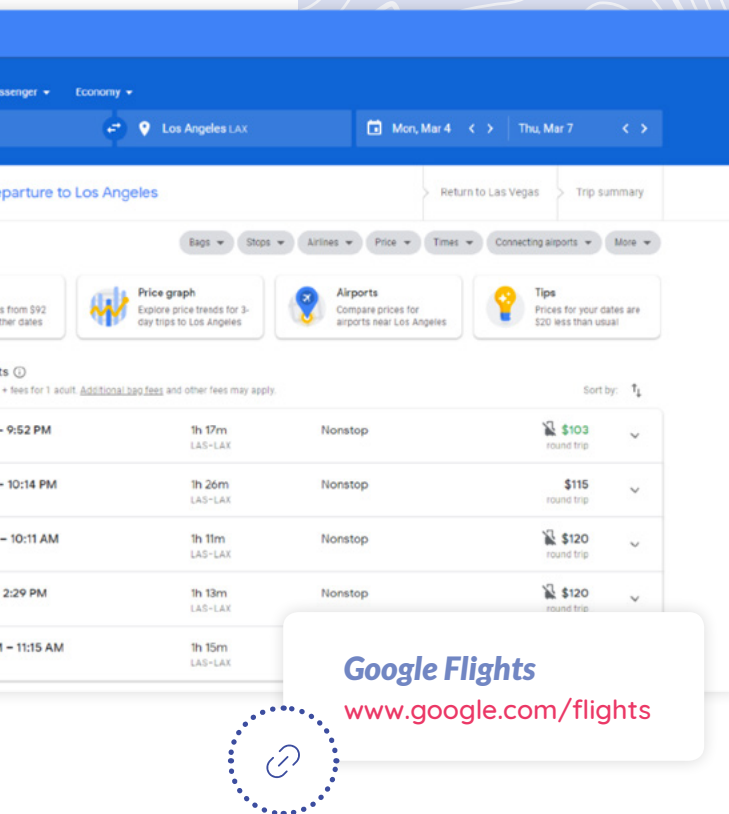 ssenger Economy
Los Angeles LAX Mon, Mar 4 Thu, Mar 7
eparture to Los Angeles Return to Las Vegas Trip summary
Bags Stops Airlines Price Times Connecting airports More
s from $92
ther dates
Price graph
Explore price trends for 3-
day trips to Los Angeles
Airports
Compare prices for
airports near Los Angeles
Tips
Prices for your dates are
$20 less than usual
ts
+ fees for 1 adult. Additional bag fees and other fees may apply. Sort by:
– 9:52 PM 1h 17m Nonstop $103
LAS–LAX round trip
– 10:14 PM 1h 26m Nonstop $115
LAS–LAX round trip
– 10:11 AM 1h 11m Nonstop $120
LAS–LAX round trip
2:29 PM 1h 13m Nonstop $120
LAS–LAX round trip
– 11:15 AM 1h 15m
LAS–LAX
Google Flights
www.google.com/flights